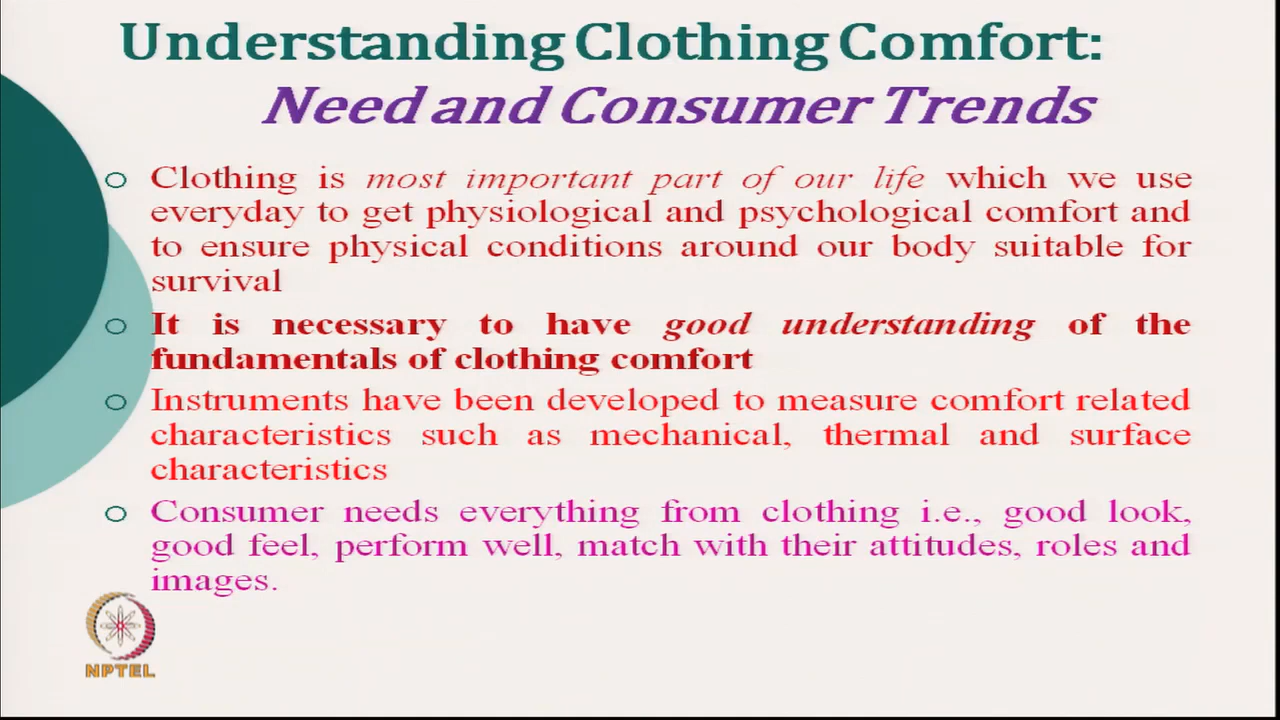 Understanding Clothing Comfort:
Need and Consumer Trends
Clothing is most important part of our life which we use
everyday to get physiological and psychological comfort and
to ensure physical conditions around our body suitable for
survival
It is necessary to have good understanding of the
fundamentals of clothing comfort
Instruments have been developed to measure comfort related
characteristics such as mechanical, thermal and surface
characteristics
Consumer needs everything from clothing i.e., good look,
good feel, perform well, match with their attitudes, roles and
images.
NPTEL